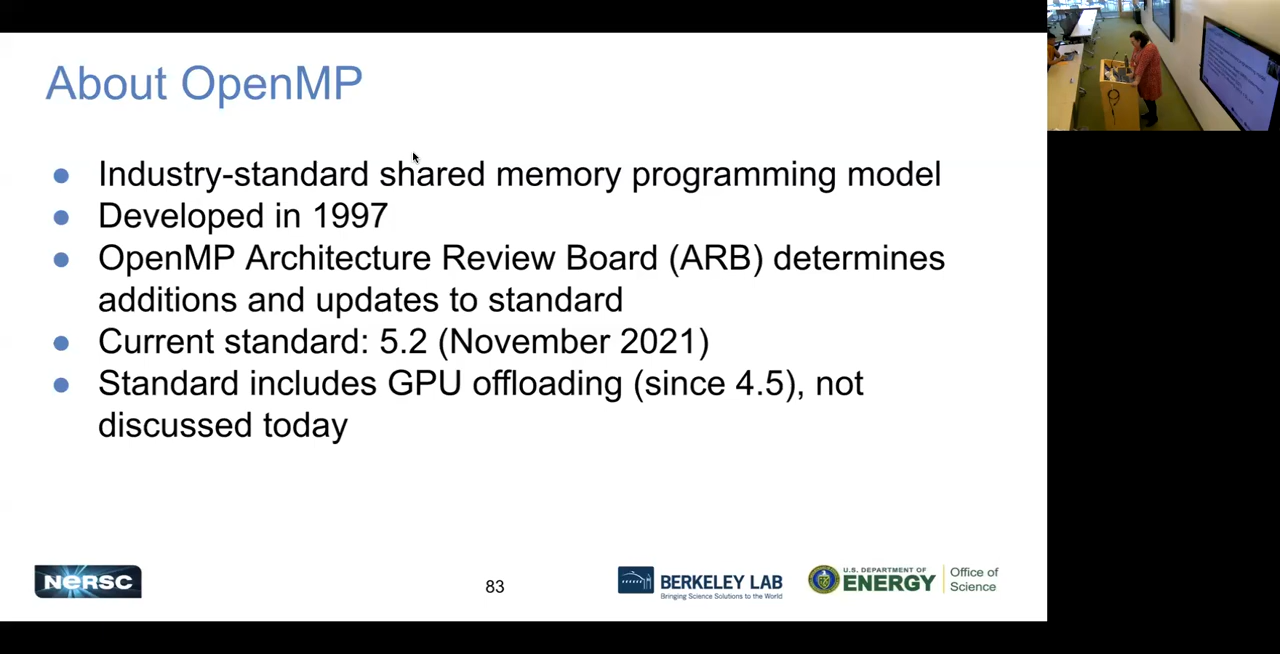 About OpenMP
● Industry-standard shared memory programming model
● Developed in 1997
● OpenMP Architecture Review Board (ARB) determines
additions and updates to standard
● Current standard: 5.2 (November 2021)
● Standard includes GPU offloading (since 4.5), not
discussed today
NERSC
83
BERKELEY LAB
Bringing Science Solutions to the World
U.S. DEPARTMENT OF
ENERGY
Office of
Science